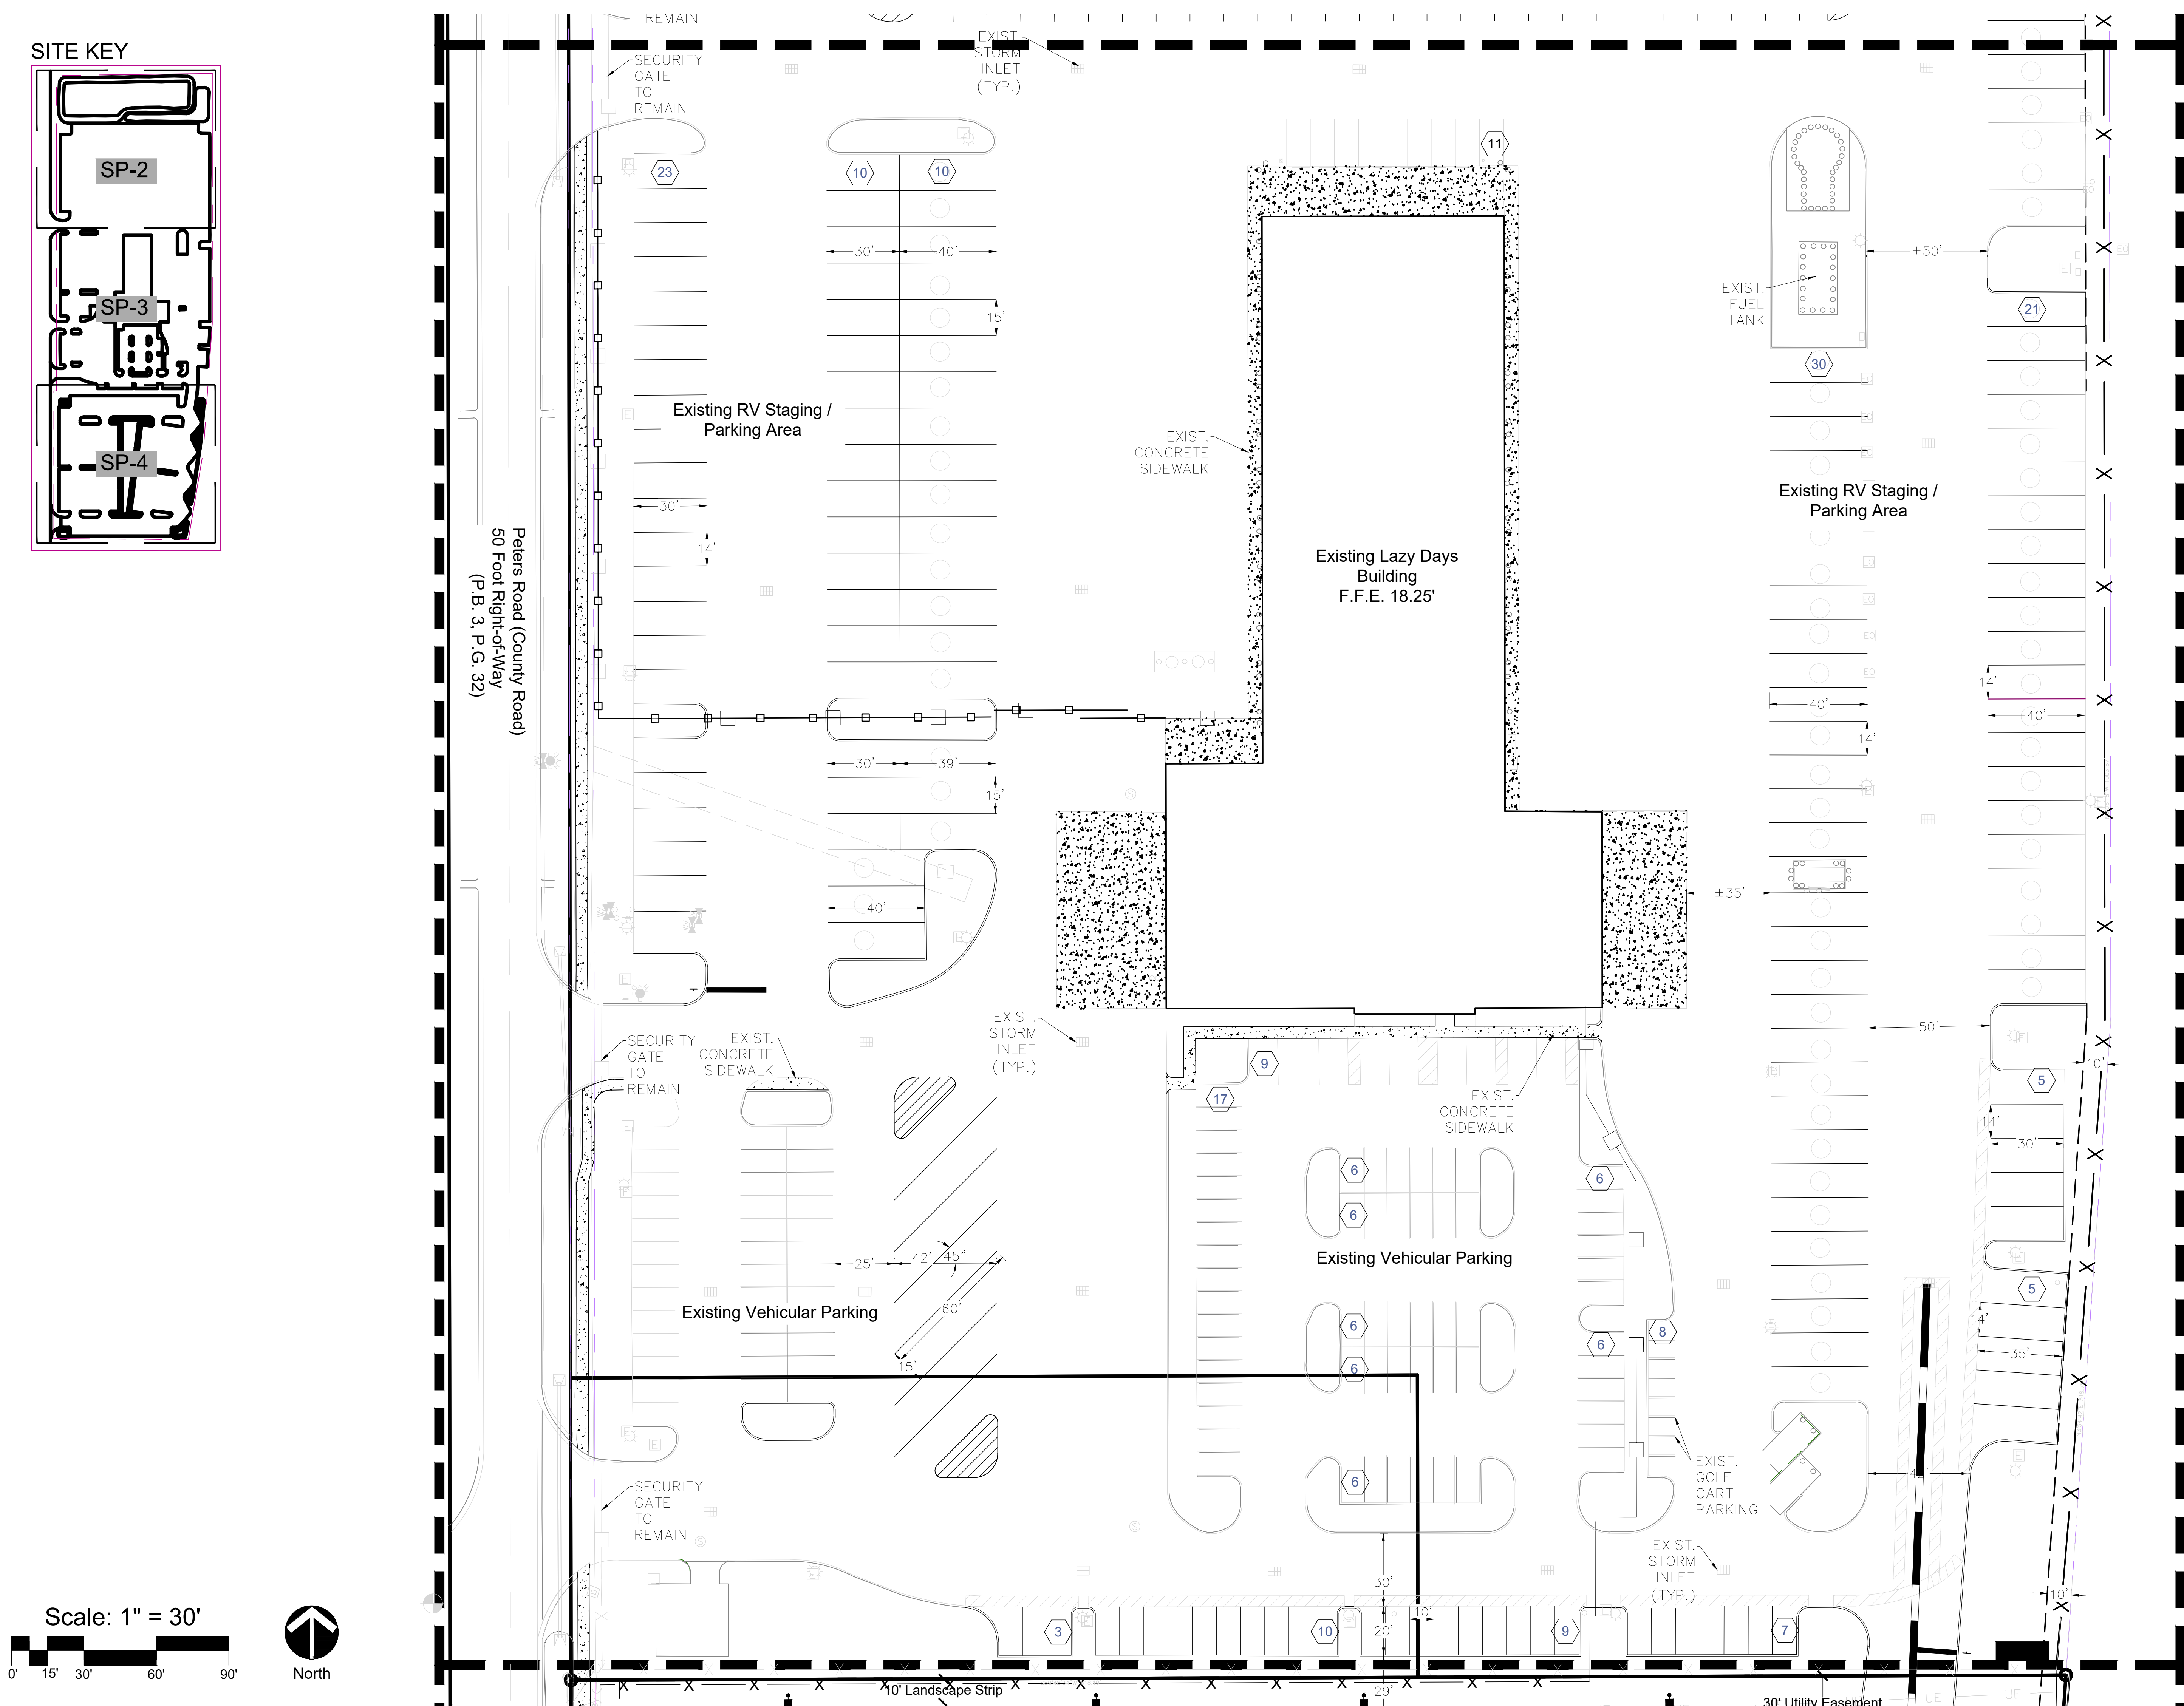 SITE KEY
SP-2
SP-3
SP-4
REMAIN
SECURITY
GATE
TO
REMAIN
EXIST.
STORM
INLET
(TYP.)
23
10
10
11
30'
40'
15'
±50'
EXIST.
FUEL
TANK
21
30
Existing RV Staging /
Parking Area
EXIST.
CONCRETE
SIDEWALK
Existing RV Staging /
Parking Area
30'
14'
Peters Road (County Road)
50 Foot Right-of-Way
(P.B. 3, P.G. 32)
Existing Lazy Days
Building
F.F.E. 18.25'
14'
40'
40'
14'
30'
39'
15'
40'
±35'
SECURITY
GATE
TO
REMAIN
EXIST.
CONCRETE
SIDEWALK
EXIST.
STORM
INLET
(TYP.)
9
17
EXIST.
CONCRETE
SIDEWALK
50'
10'
5
14'
30'
6
6
6
Existing Vehicular Parking
25'
42'
45°
60'
15'
Existing Vehicular Parking
6
6
6
8
5
14'
35'
6
EXIST.
GOLF
CART
PARKING
SECURITY
GATE
TO
REMAIN
EXIST.
STORM
INLET
(TYP.)
10'
30'
10'
20'
3
10
9
7
29'
10' Landscape Strip
30' Utility Easement
UE
UE
Scale: 1" = 30'
0' 15' 30' 60' 90'
North